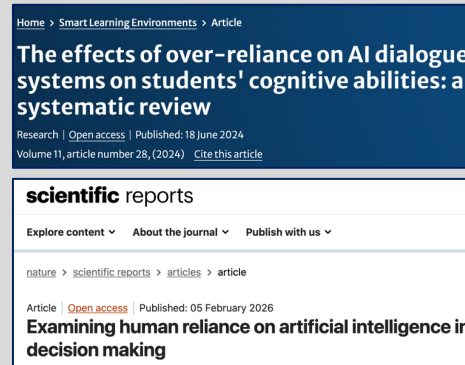 Home > Smart Learning Environments > Article
The effects of over-reliance on AI dialogue
systems on students' cognitive abilities: a
systematic review
Research | Open access | Published: 18 June 2024
Volume 11, article number 28, (2024) Cite this article
scientific reports
Explore content About the journal Publish with us
nature > scientific reports > articles > article
Article | Open access | Published: 05 February 2026
Examining human reliance on artificial intelligence in
decision making